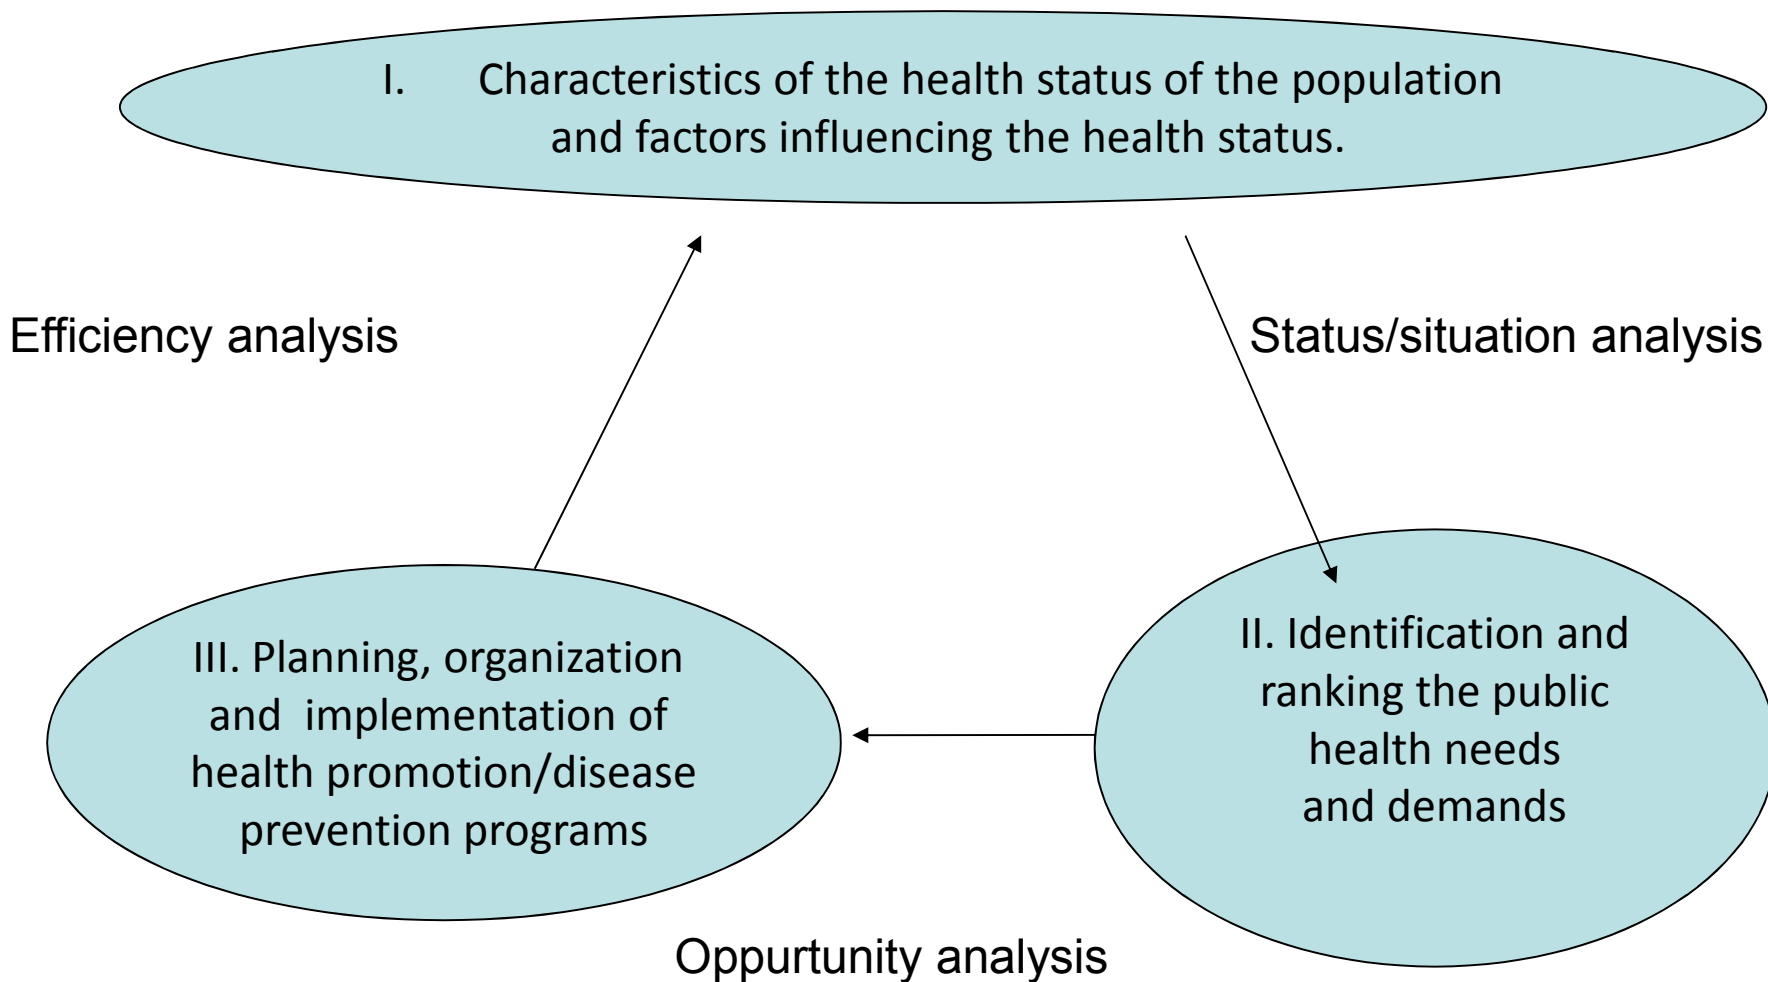 I. Characteristics of the health status of the population
and factors influencing the health status.
Efficiency analysis
Status/situation analysis
II. Identification and
ranking the public
health needs
and demands
III. Planning, organization
and implementation of
health promotion/disease
prevention programs
Oppurtunity analysis